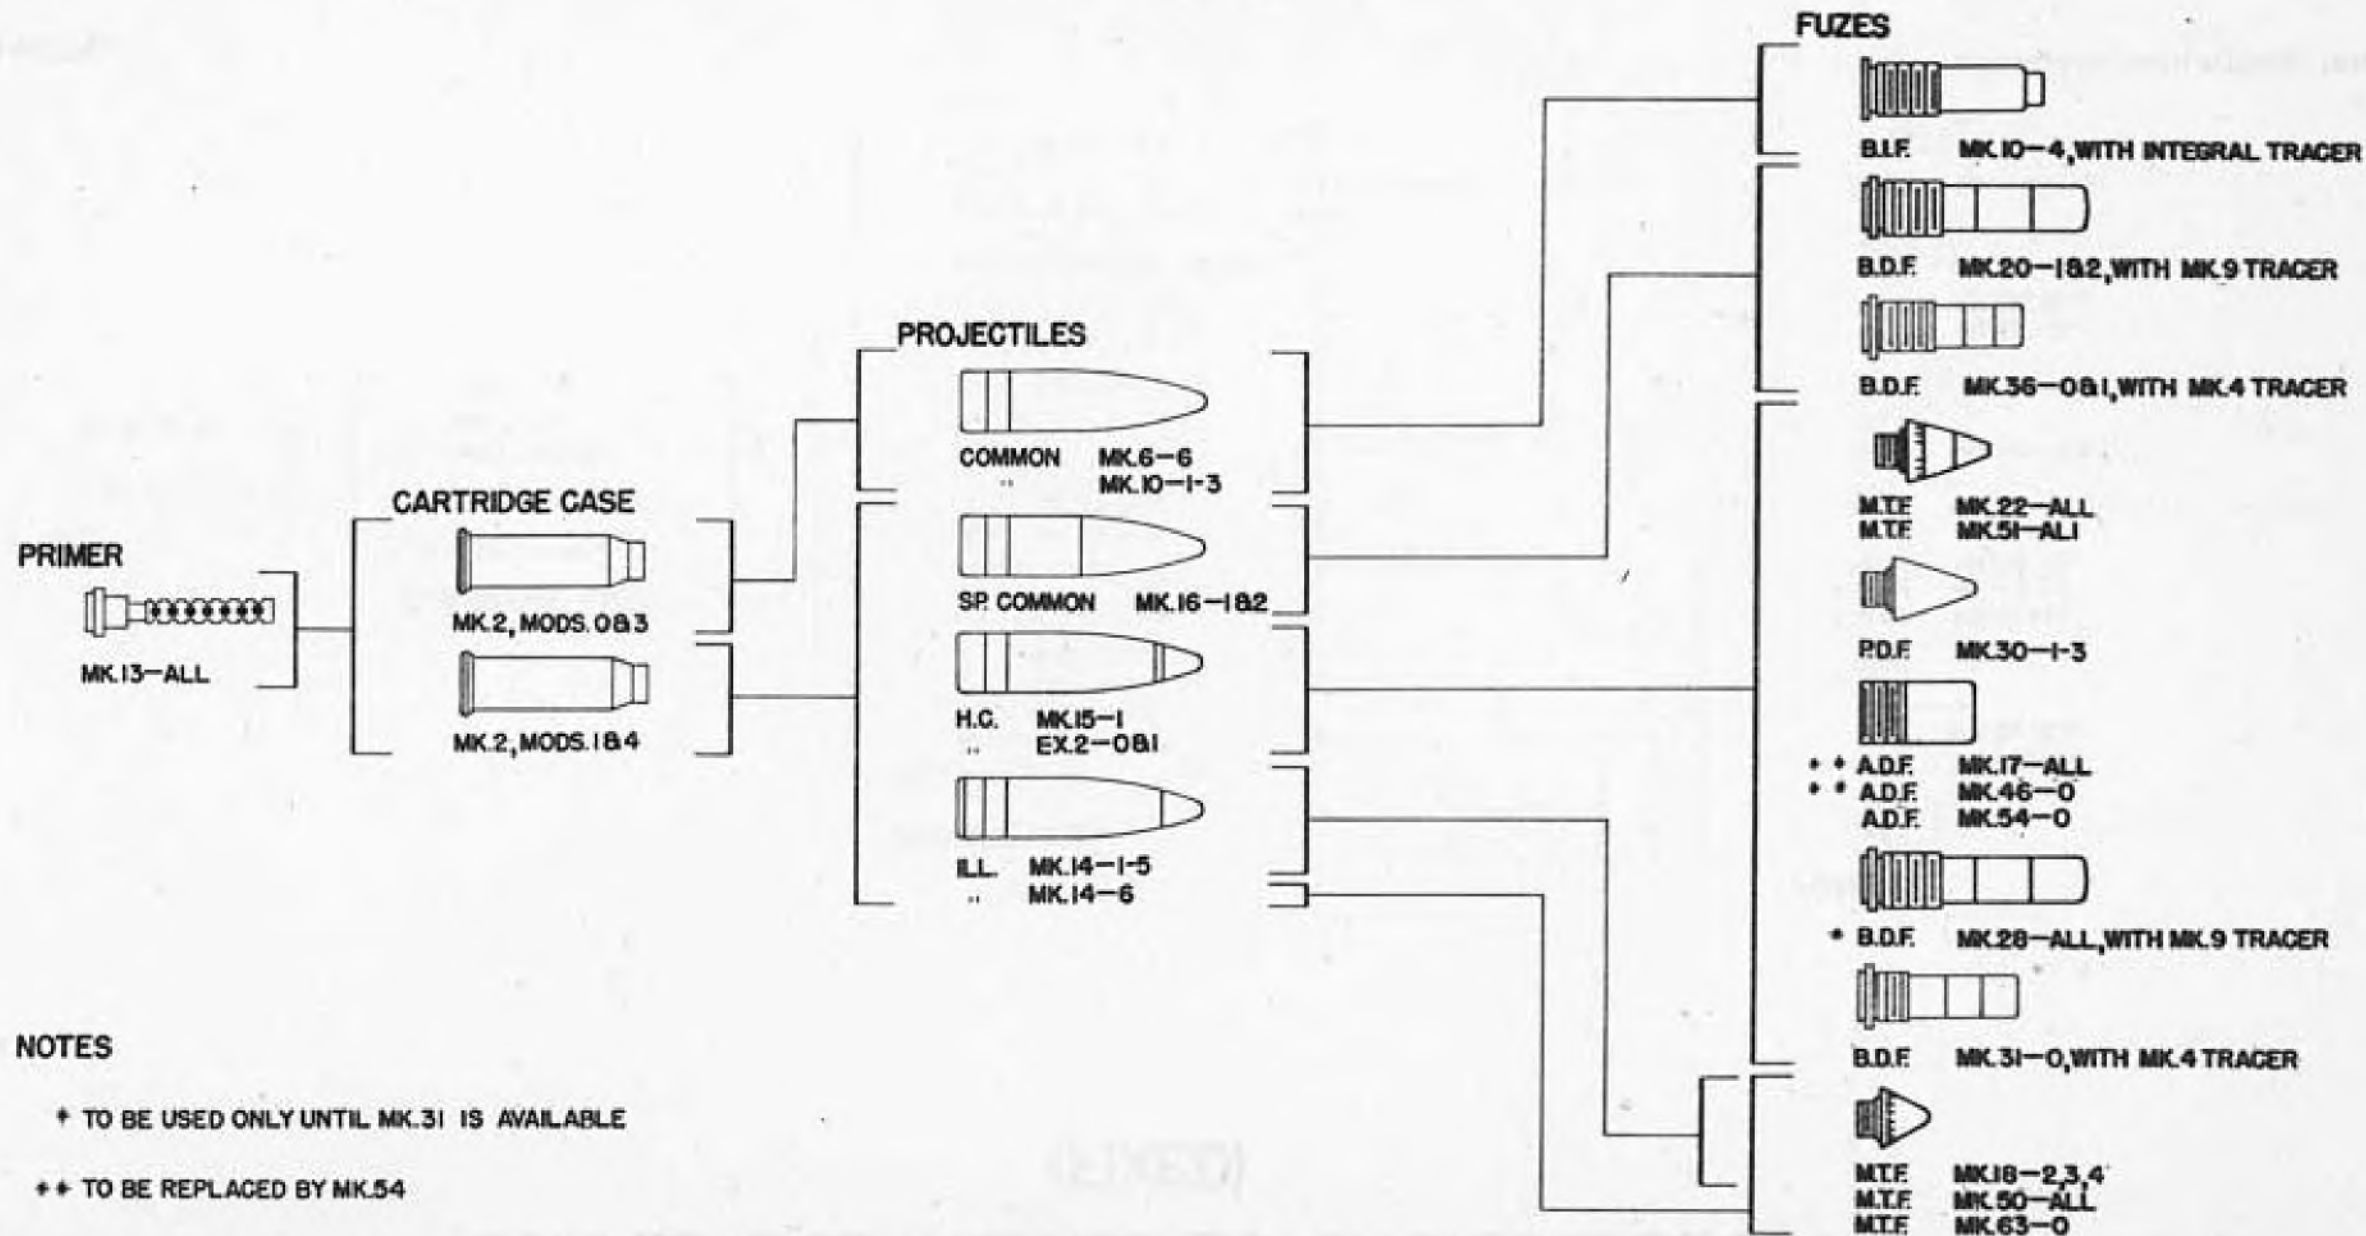 PRIMER
MK.13—ALL
CARTRIDGE CASE
MK.2, MODS. 0&3
MK.2, MODS. 1&4
PROJECTILES
COMMON MK.6—6
" MK.10—1-3
SP. COMMON MK.16—1&2
H.C. MK.15—1
" EX.2—0&1
ILL. MK.14—1-5
" MK.14—6
FUZES
B.I.F. MK.10—4, WITH INTEGRAL TRACER
B.D.F. MK.20—1&2, WITH MK.9 TRACER
B.D.F. MK.36—0&1, WITH MK.4 TRACER
M.T.F. MK.22—ALL
M.T.F. MK.51—ALL
P.D.F. MK.30—1-3
** A.D.F. MK.17—ALL
** A.D.F. MK.46—0
A.D.F. MK.54—0
* B.D.F. MK.28—ALL, WITH MK.9 TRACER
B.D.F. MK.31—0, WITH MK.4 TRACER
M.T.F. MK.18—2,3,4
M.T.F. MK.50—ALL
M.T.F. MK.63—0
NOTES
* TO BE USED ONLY UNTIL MK.31 IS AVAILABLE
** TO BE REPLACED BY MK.54